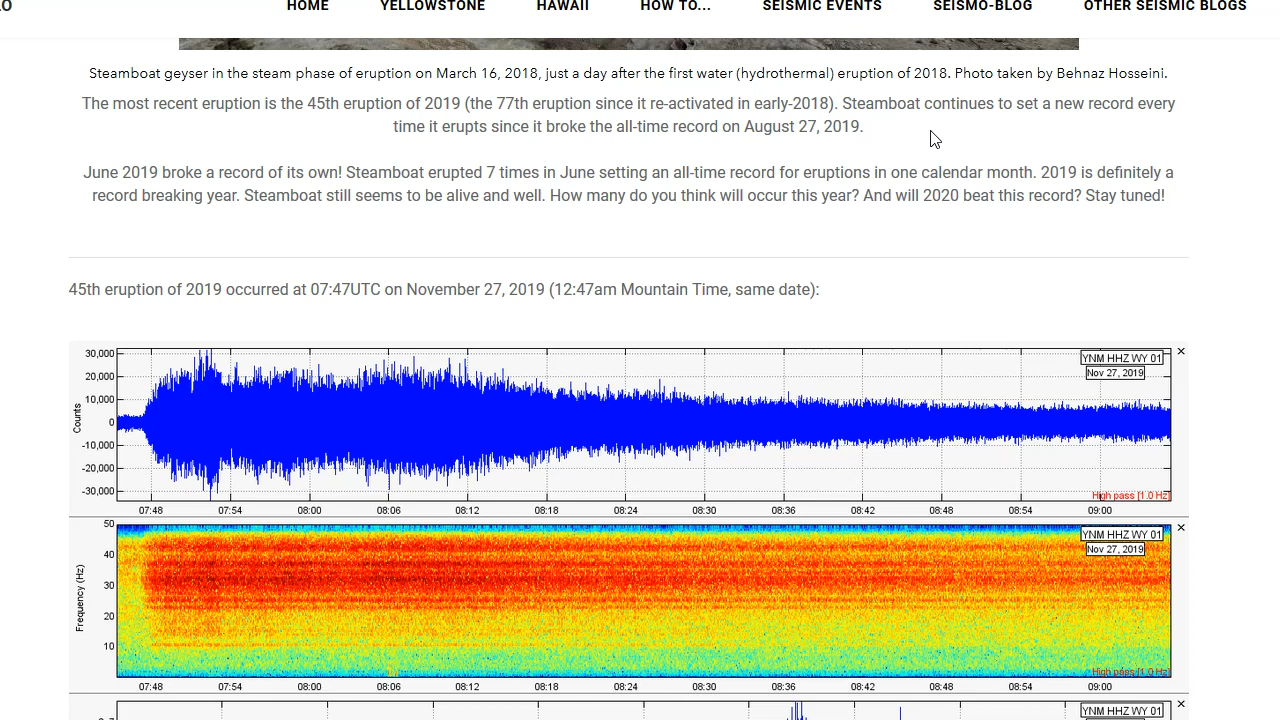 LO HOME YELLOWSTONE HAWAII HOW TO... SEISMIC EVENTS SEISMO-BLOG OTHER SEISMIC BLOGS
Steamboat geyser in the steam phase of eruption on March 16, 2018, just a day after the first water (hydrothermal) eruption of 2018. Photo taken by Behnaz Hosseini.
The most recent eruption is the 45th eruption of 2019 (the 77th eruption since it re-activated in early-2018). Steamboat continues to set a new record every
time it erupts since it broke the all-time record on August 27, 2019.
June 2019 broke a record of its own! Steamboat erupted 7 times in June setting an all-time record for eruptions in one calendar month. 2019 is definitely a
record breaking year. Steamboat still seems to be alive and well. How many do you think will occur this year? And will 2020 beat this record? Stay tuned!
45th eruption of 2019 occurred at 07:47UTC on November 27, 2019 (12:47am Mountain Time, same date):
30,000
20,000
10,000
0
-10,000
-20,000
-30,000
Counts
YNM HHZ WY 01
Nov 27, 2019
High pass [1.0 Hz]
07:48 07:54 08:00 08:06 08:12 08:18 08:24 08:30 08:36 08:42 08:48 08:54 09:00
50
40
30
20
10
Frequency (Hz)
YNM HHZ WY 01
Nov 27, 2019
High pass [1.0 Hz]
07:48 07:54 08:00 08:06 08:12 08:18 08:24 08:30 08:36 08:42 08:48 08:54 09:00
YNM HHZ WY 01